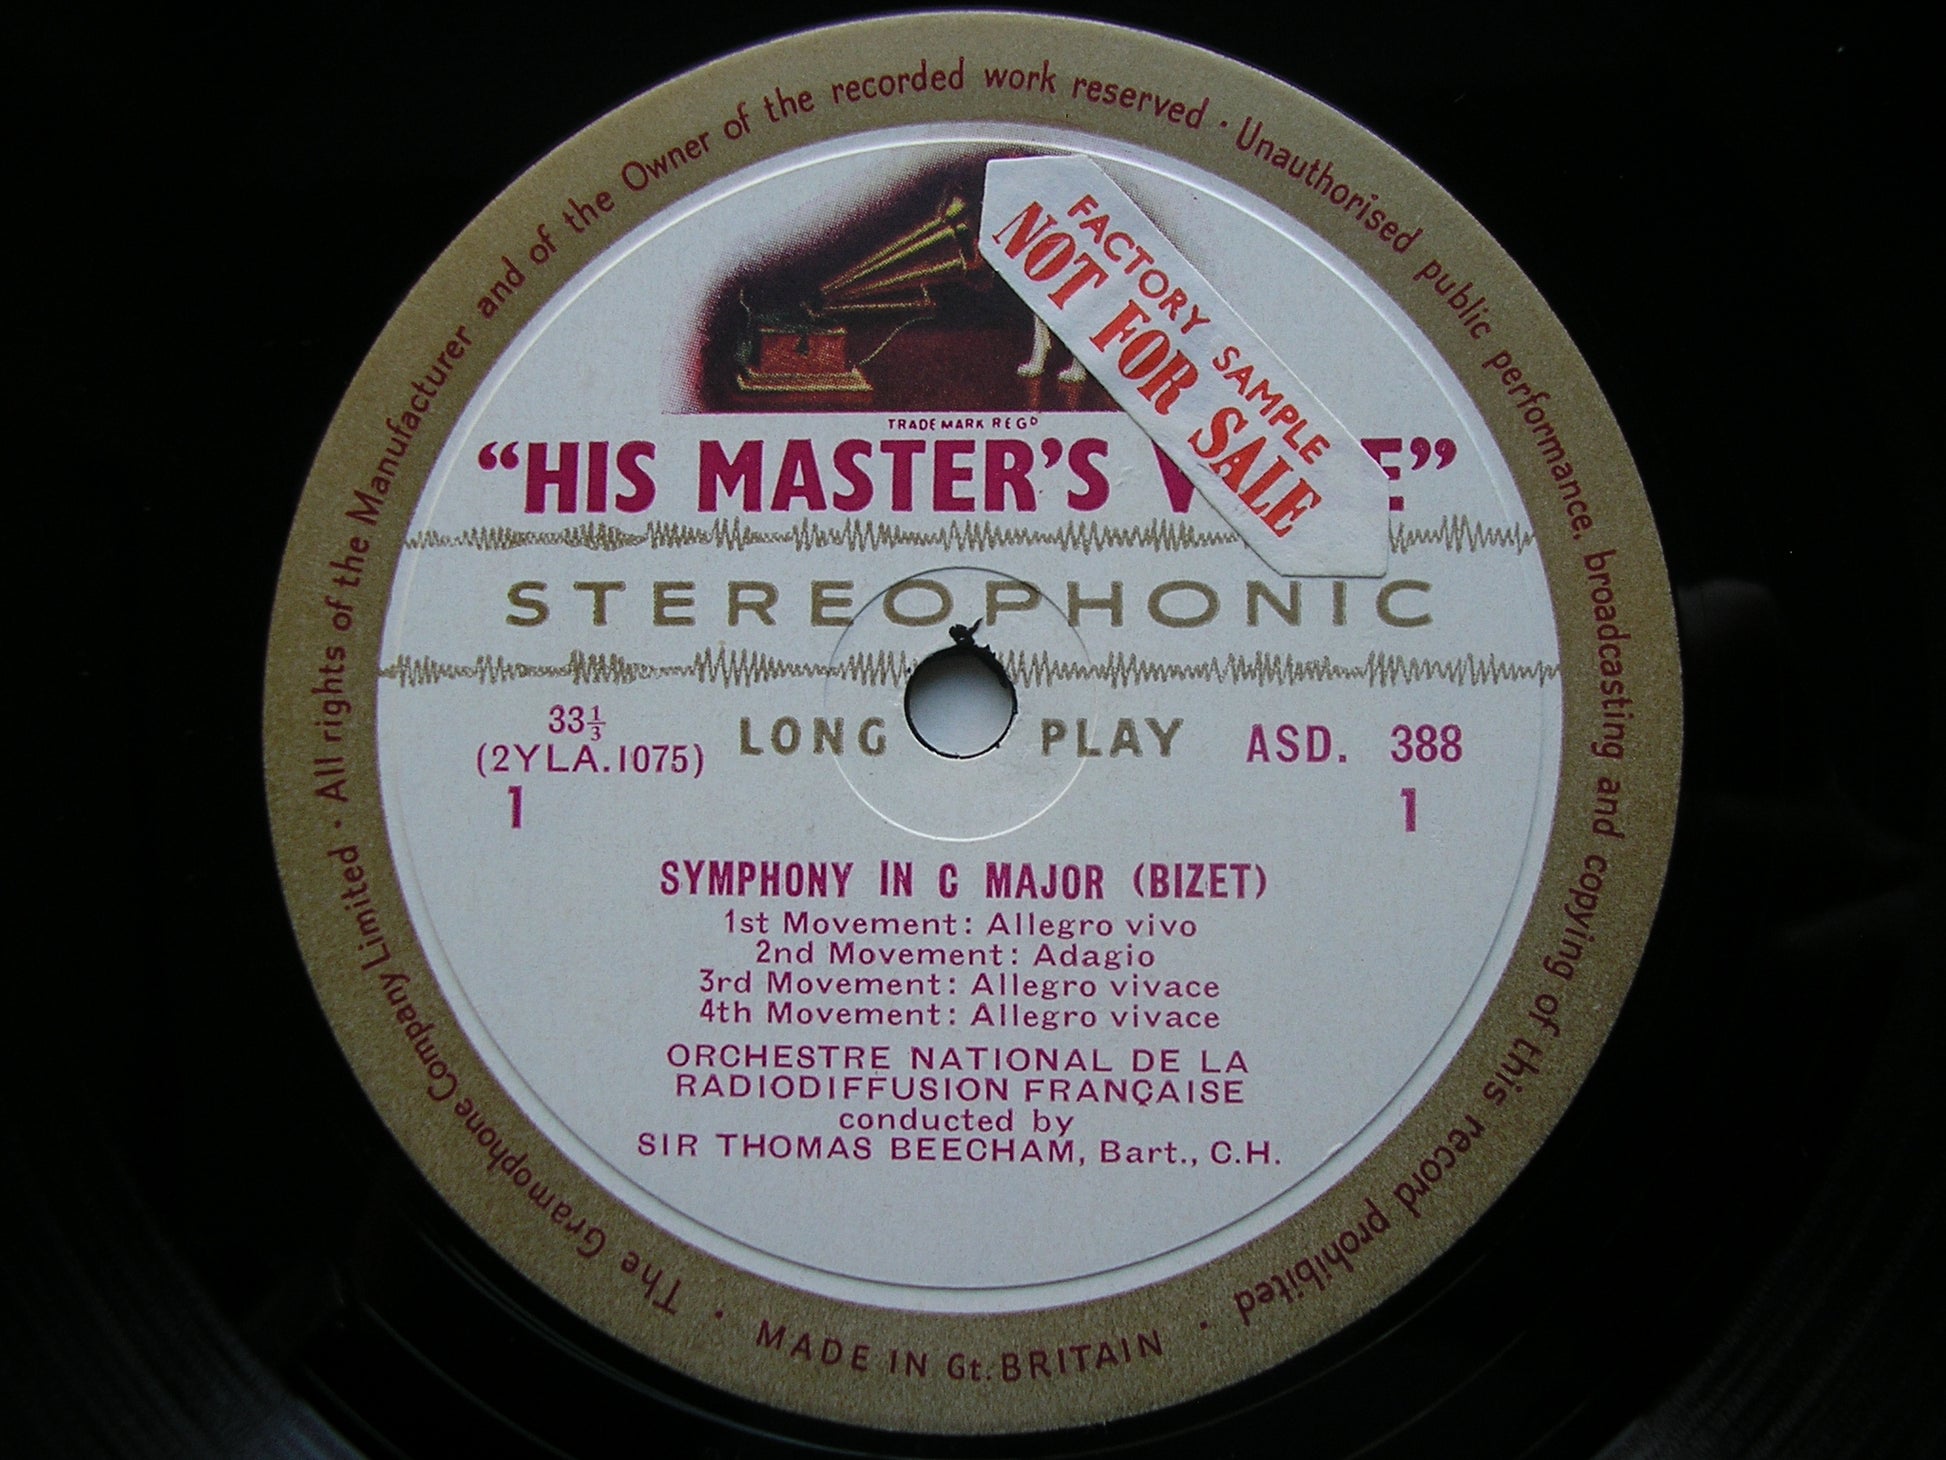 All rights of the Manufacturer and of the Owner of the recorded work reserved · Unauthorised public performance, broadcasting and copying of this record prohibited ·
FACTORY SAMPLE
NOT FOR SALE
TRADE MARK REGD
“HIS MASTER’S
STEREOPHONIC
33⅓ LONG PLAY ASD. 388
(2YLA.1075)
1 1
SYMPHONY IN C MAJOR (BIZET)
1st Movement: Allegro vivo
2nd Movement: Adagio
3rd Movement: Allegro vivace
4th Movement: Allegro vivace
ORCHESTRE NATIONAL DE LA
RADIODIFFUSION FRANÇAISE
conducted by
SIR THOMAS BEECHAM, Bart., C.H.
The Gramophone Company Limited ·
· MADE IN Gt. BRITAIN